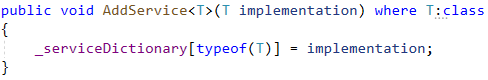 public void AddService<T>(T implementation) where T:class
{
    _serviceDictionary[typeof(T)] = implementation;
}